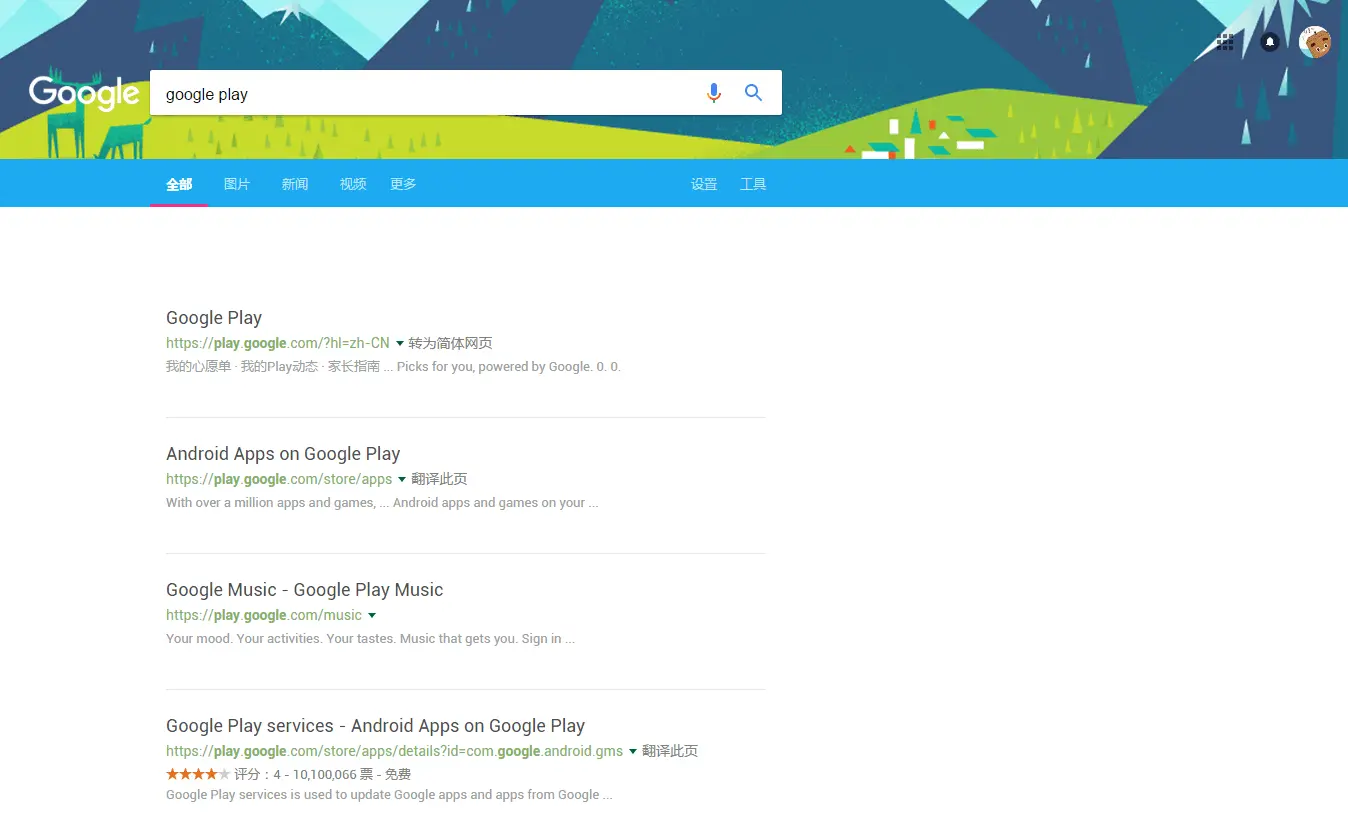 Google
google play
全部 图片 新闻 视频 更多 设置 工具
Google Play
https://play.google.com/?hl=zh-CN 转为简体网页
我的心愿单 · 我的Play动态 · 家长指南 ... Picks for you, powered by Google. 0. 0.
Android Apps on Google Play
https://play.google.com/store/apps 翻译此页
With over a million apps and games, ... Android apps and games on your ...
Google Music - Google Play Music
https://play.google.com/music
Your mood. Your activities. Your tastes. Music that gets you. Sign in ...
Google Play services - Android Apps on Google Play
https://play.google.com/store/apps/details?id=com.google.android.gms 翻译此页
★★★★★ 评分：4 - 10,100,066 票 - 免费
Google Play services is used to update Google apps and apps from Google ...